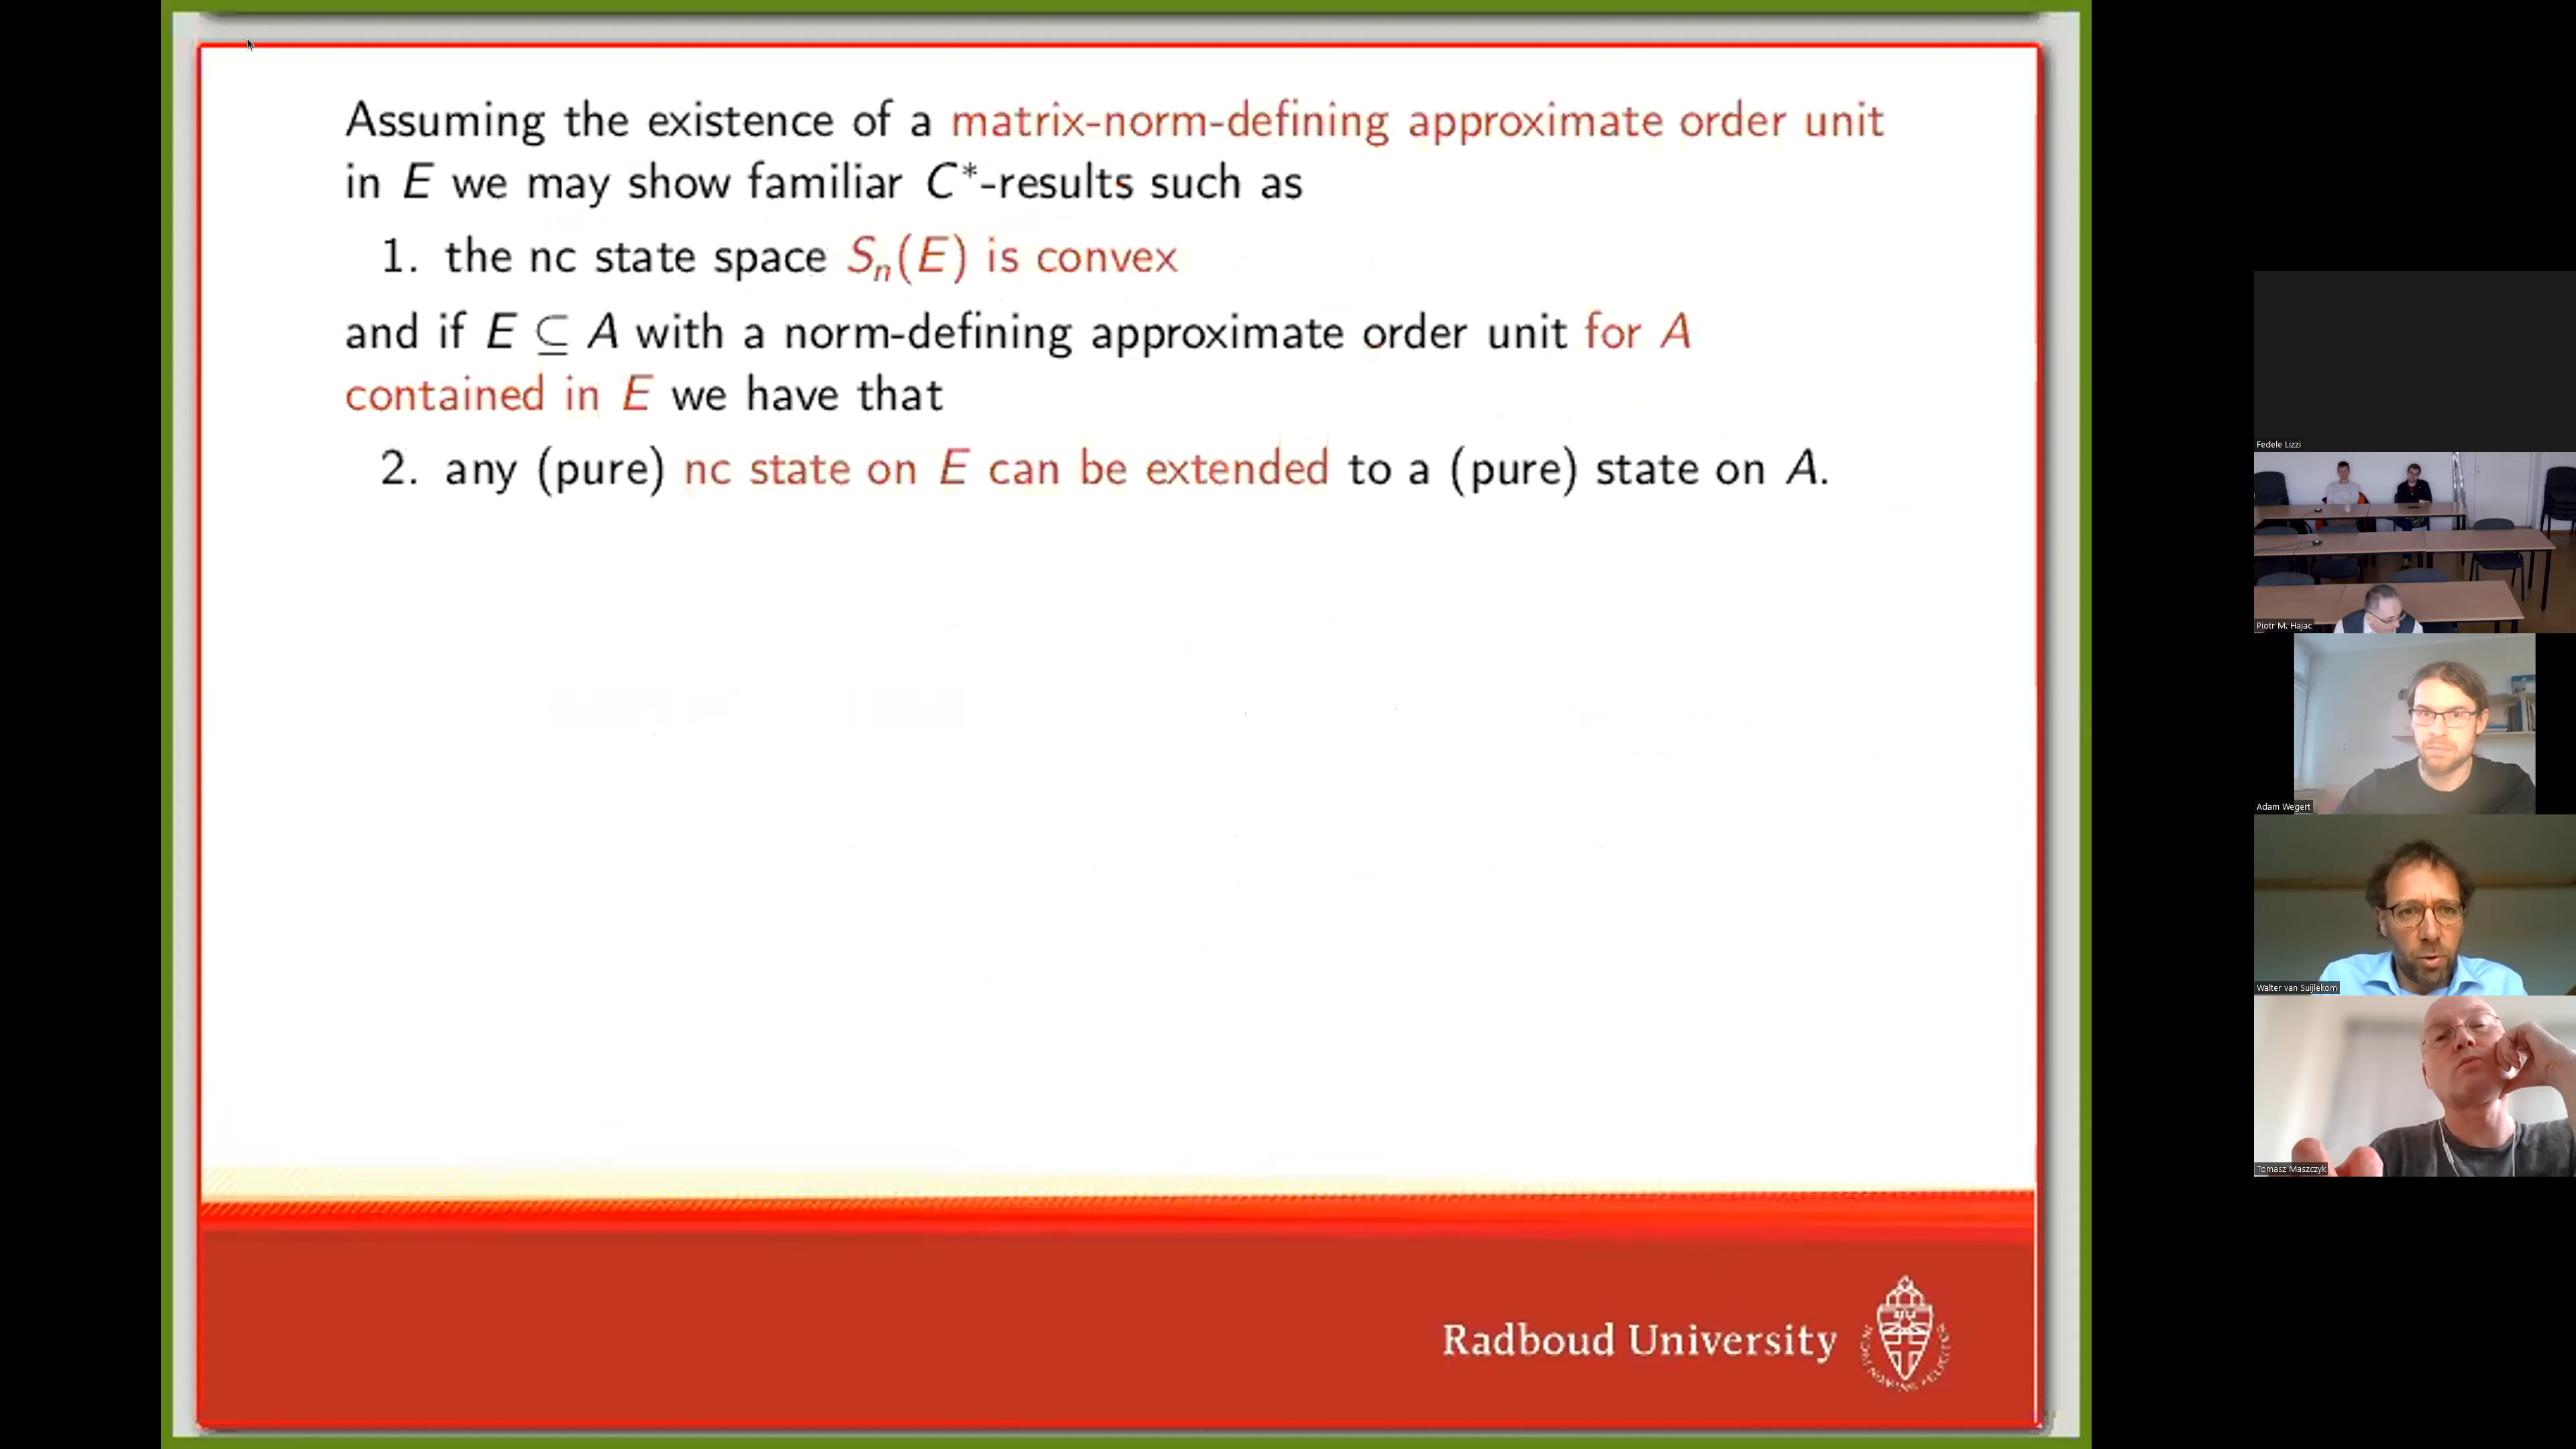 Assuming the existence of a matrix-norm-defining approximate order unit
in E we may show familiar C*-results such as
1. the nc state space Sₙ(E) is convex
and if E ⊆ A with a norm-defining approximate order unit for A
contained in E we have that
2. any (pure) nc state on E can be extended to a (pure) state on A.
Radboud University
Fedele Lizzi
Piotr M. Hajac
Adam Wegert
Walter van Suijlekom
Tomasz Maszczyk